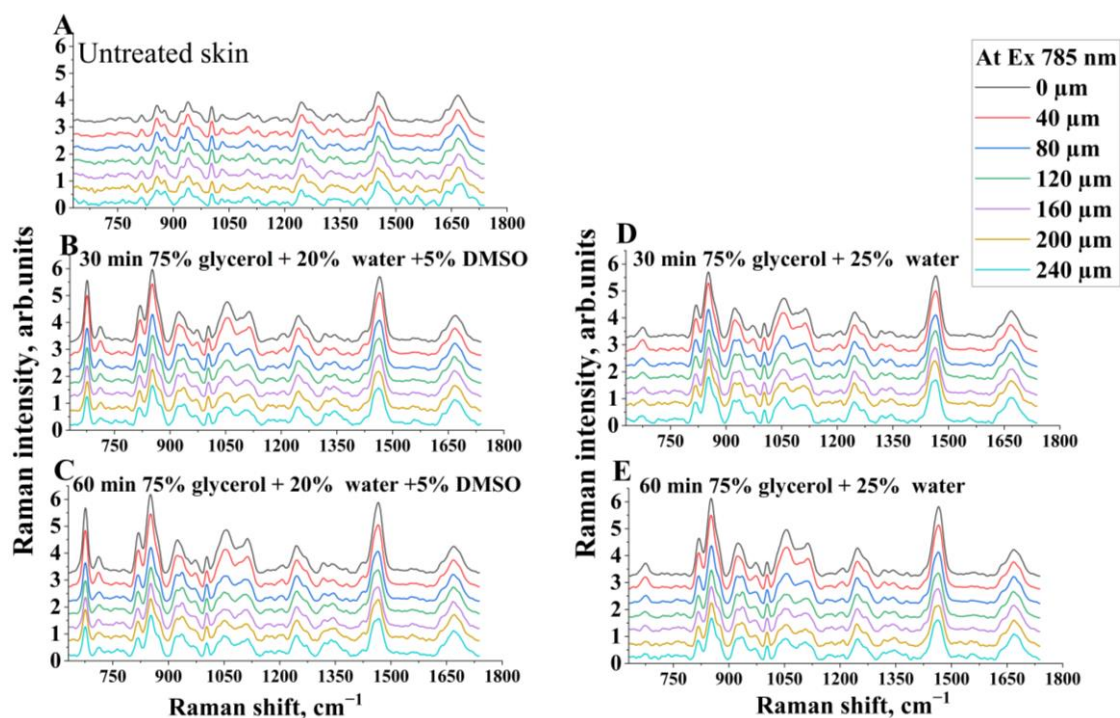 A
Untreated skin
6
5
4
3
2
1
0
750 900 1050 1200 1350 1500 1650 1800
At Ex 785 nm
0 µm
40 µm
80 µm
120 µm
160 µm
200 µm
240 µm
Raman intensity, arb.units
B
30 min 75% glycerol + 20% water +5% DMSO
6
5
4
3
2
1
0
750 900 1050 1200 1350 1500 1650 1800
C
60 min 75% glycerol + 20% water +5% DMSO
6
5
4
3
2
1
0
750 900 1050 1200 1350 1500 1650 1800
Raman shift, cm⁻¹
Raman intensity, arb.units
D
30 min 75% glycerol + 25% water
6
5
4
3
2
1
0
750 900 1050 1200 1350 1500 1650 1800
E
60 min 75% glycerol + 25% water
6
5
4
3
2
1
0
750 900 1050 1200 1350 1500 1650 1800
Raman shift, cm⁻¹